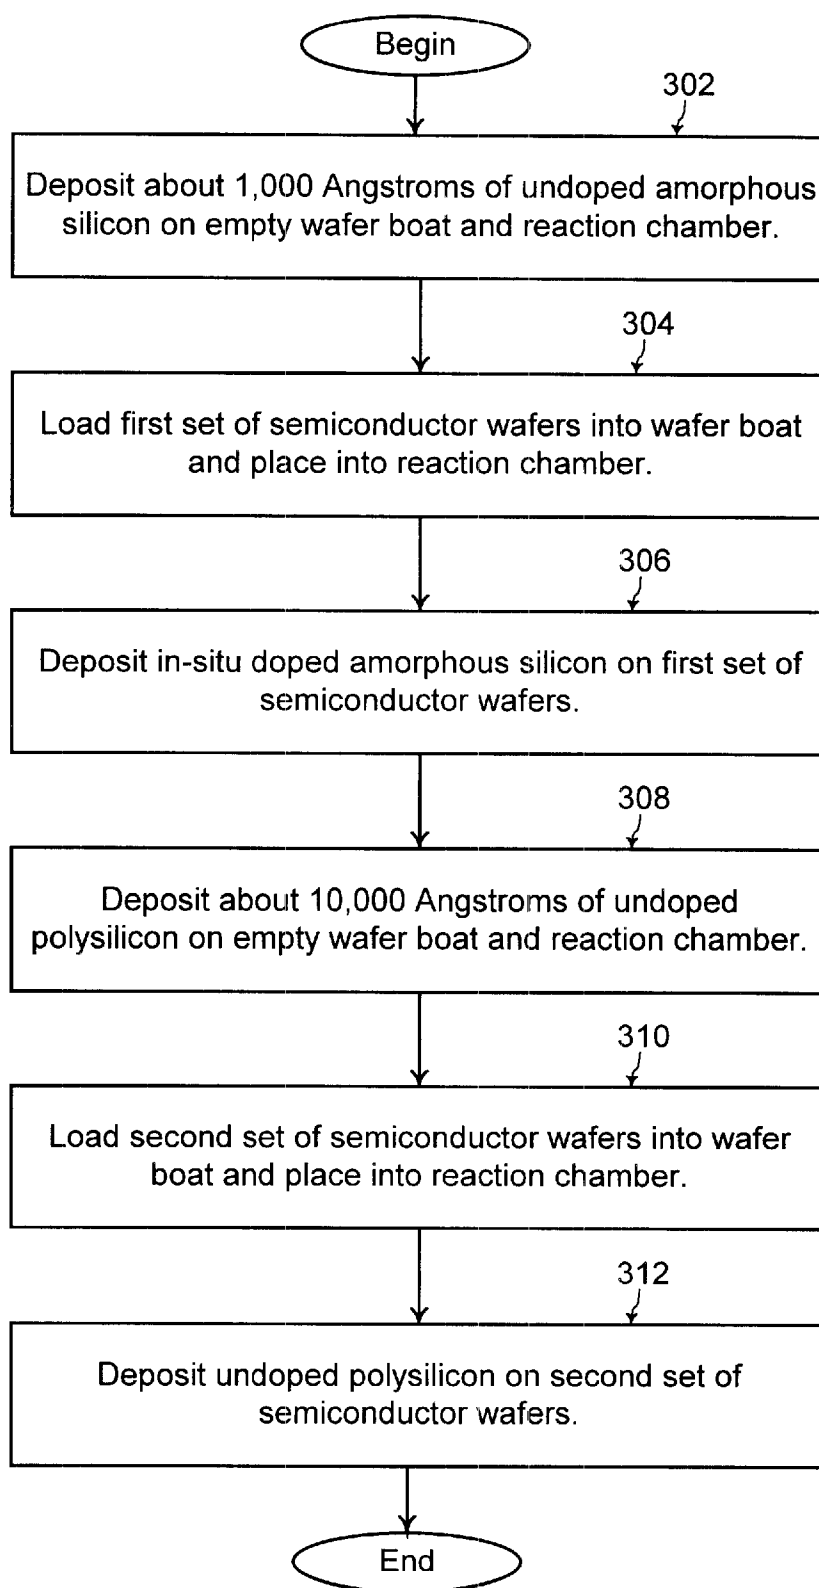 Begin
302
Deposit about 1,000 Angstroms of undoped amorphous
silicon on empty wafer boat and reaction chamber.
304
Load first set of semiconductor wafers into wafer boat
and place into reaction chamber.
306
Deposit in-situ doped amorphous silicon on first set of
semiconductor wafers.
308
Deposit about 10,000 Angstroms of undoped
polysilicon on empty wafer boat and reaction chamber.
310
Load second set of semiconductor wafers into wafer
boat and place into reaction chamber.
312
Deposit undoped polysilicon on second set of
semiconductor wafers.
End